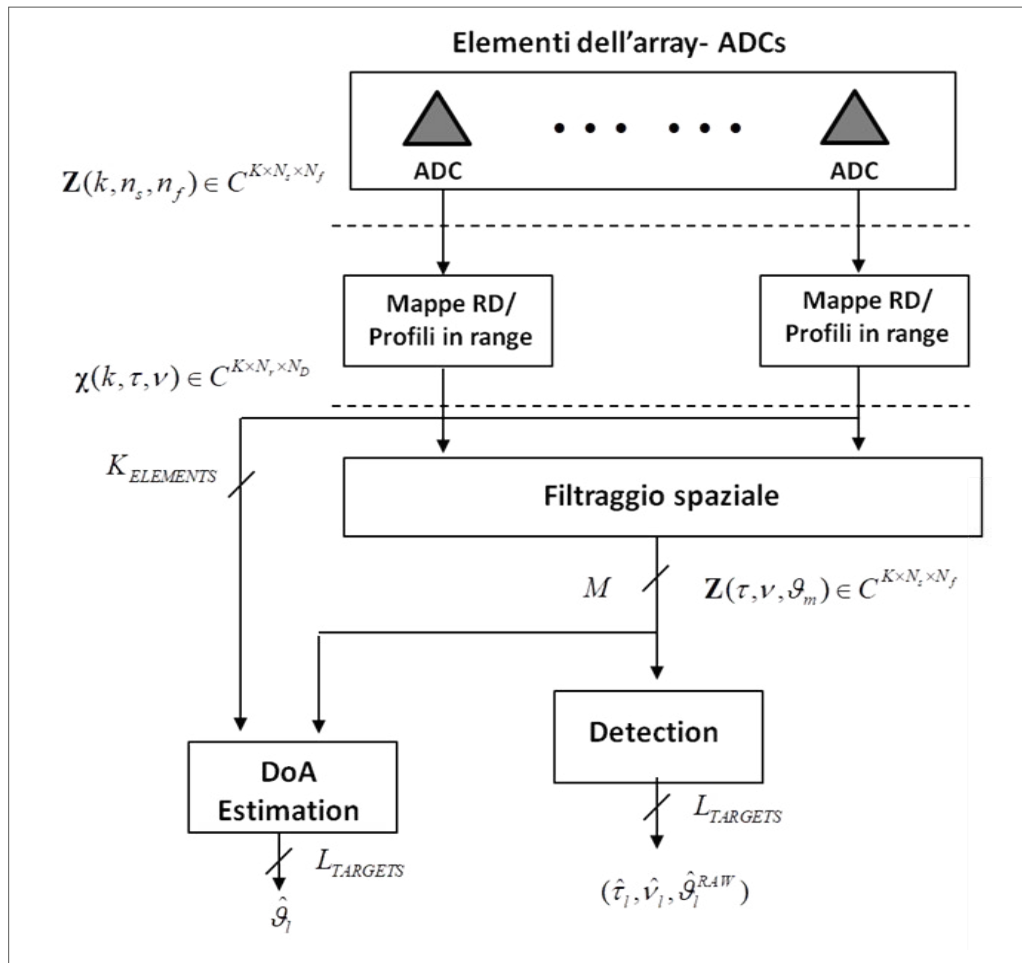 Elementi dell'array- ADCs
ADC ADC
Z(k, n_s, n_f) ∈ C^{K×N_s×N_f}
Mappe RD/
Profili in range
Mappe RD/
Profili in range
χ(k, τ, ν) ∈ C^{K×N_r×N_D}
K_{ELEMENTS}
Filtraggio spaziale
M
Z(τ, ν, ϑ_m) ∈ C^{K×N_s×N_f}
Detection
DoA
Estimation
L_{TARGETS}
L_{TARGETS}
(τ̂_l, ν̂_l, ϑ̂_l^{RAW})
ϑ̂_l